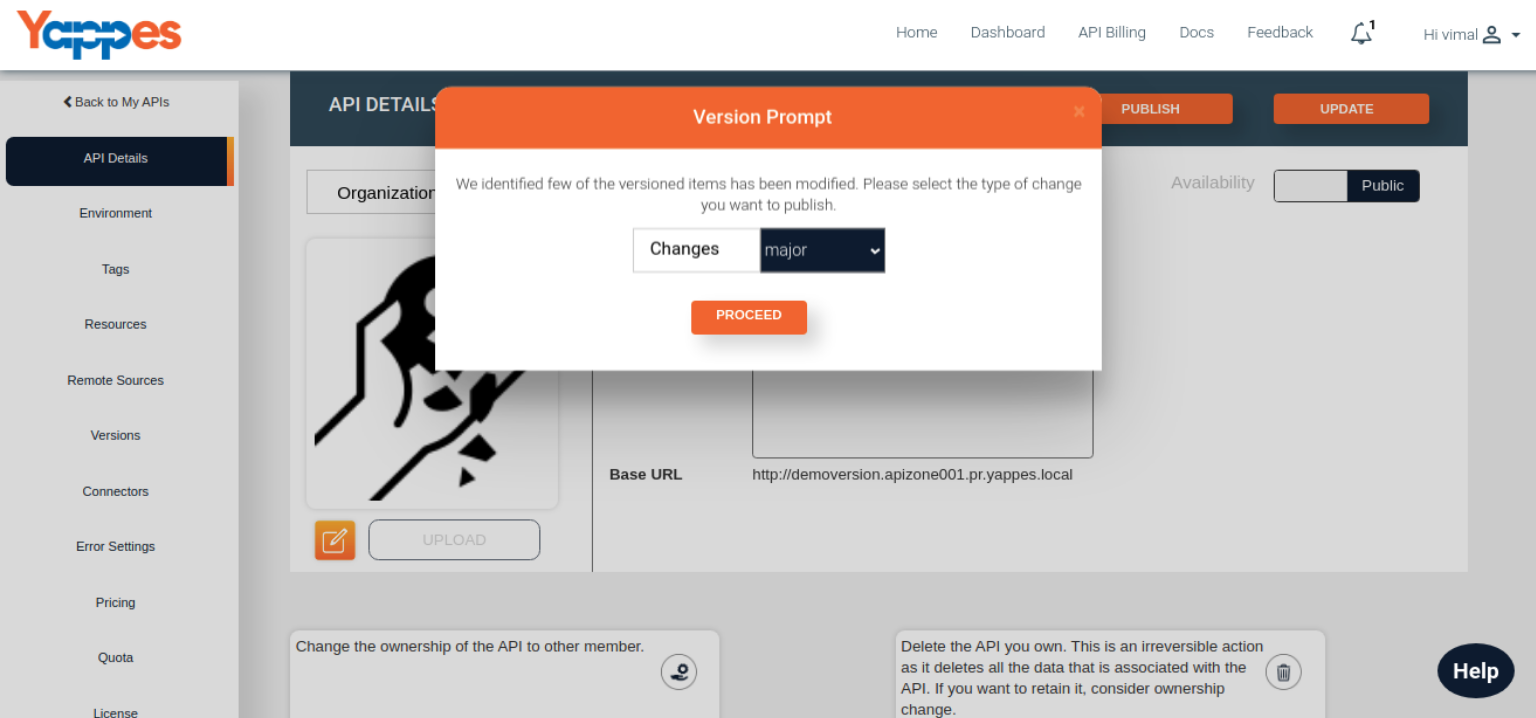 Yappes
Home
Dashboard
API Billing
Docs
Feedback
1
Hi vimal
Back to My APIs
API Details
Environment
Tags
Resources
Remote Sources
Versions
Connectors
Error Settings
Pricing
Quota
License
API DETAILS
PUBLISH
UPDATE
Version Prompt
×
We identified few of the versioned items has been modified. Please select the type of change
you want to publish.
Changes
major
PROCEED
Organization
Availability
Public
Base URL
http://demoversion.apizone001.pr.yappes.local
UPLOAD
Change the ownership of the API to other member.
Delete the API you own. This is an irreversible action
as it deletes all the data that is associated with the
API. If you want to retain it, consider ownership
change.
Help